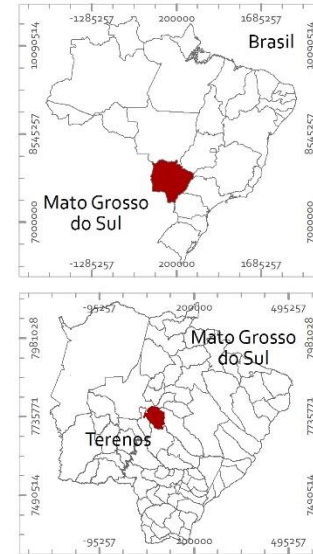 -1285257 200000 1685257
10090514
10090514
Brasil
8545257
8545257
Mato Grosso
do Sul
7000000
7000000
-1285257 200000 1685257
-95257 200000 495257
7981028
7981028
Mato Grosso
do Sul
7735771
7735771
Terenos
7490514
7490514
-95257 200000 495257